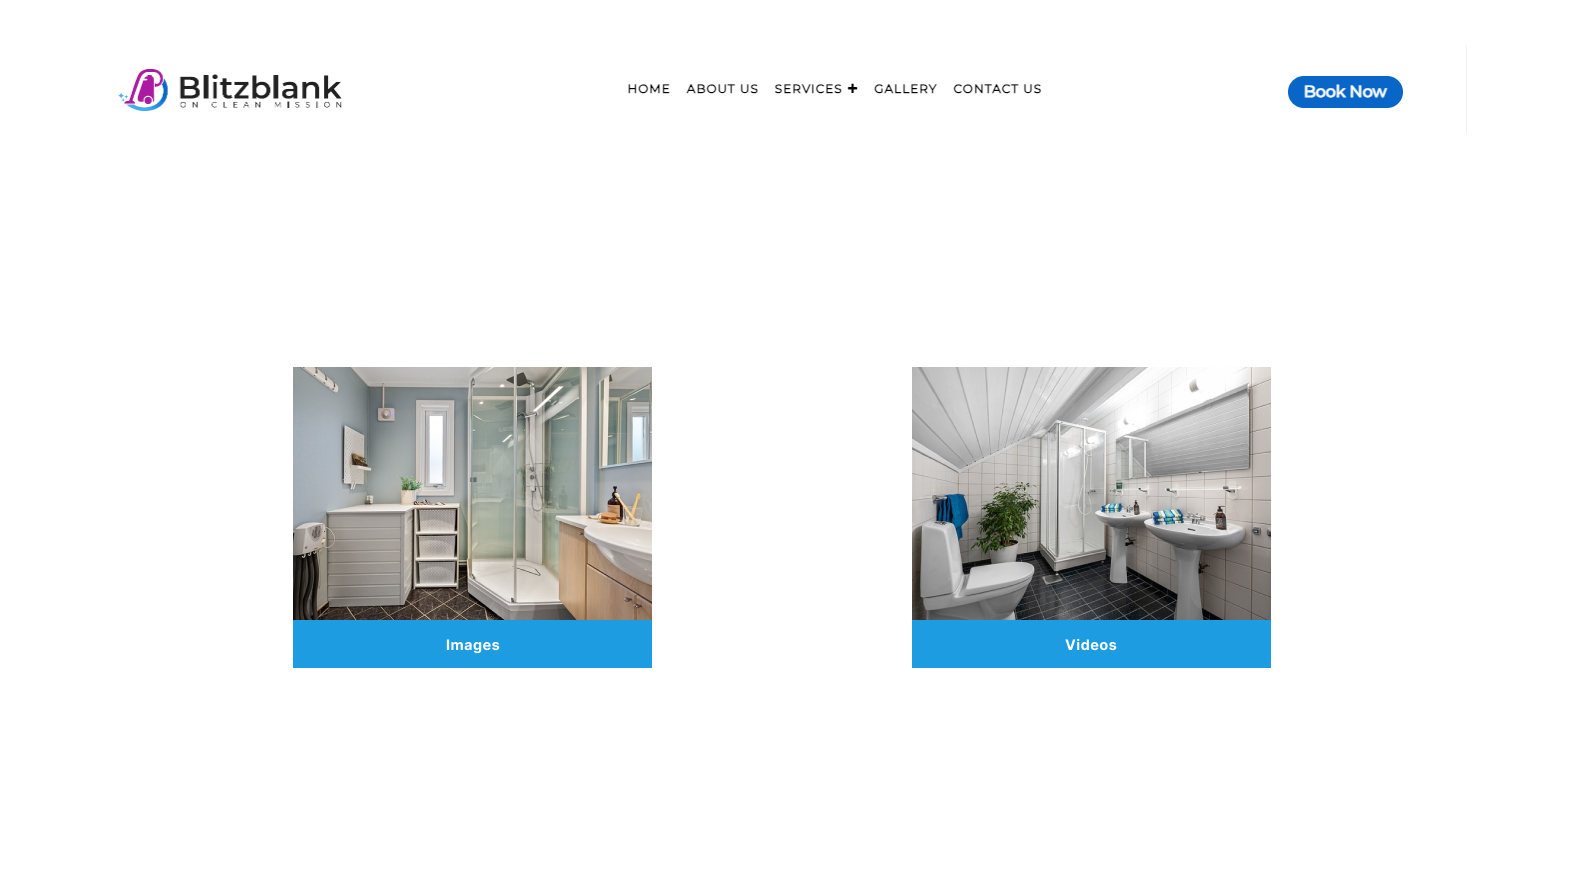 Blitzblank
ON CLEAN MISSION
HOME ABOUT US SERVICES + GALLERY CONTACT US
Book Now
Images
Videos